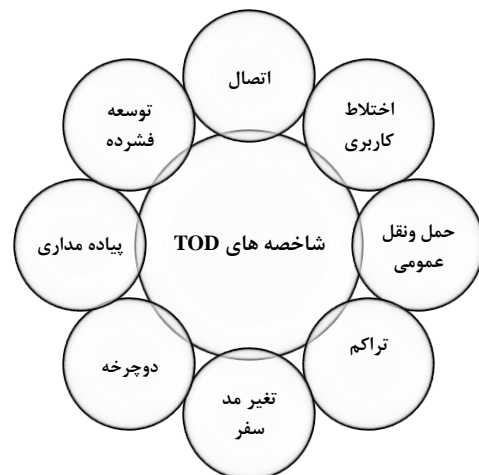 اتصال
اختلاط
کاربری
حمل ونقل
عمومی
تراکم
تغیر مد
سفر
دوچرخه
پیاده مداری
توسعه
فشرده
شاخصه های TOD